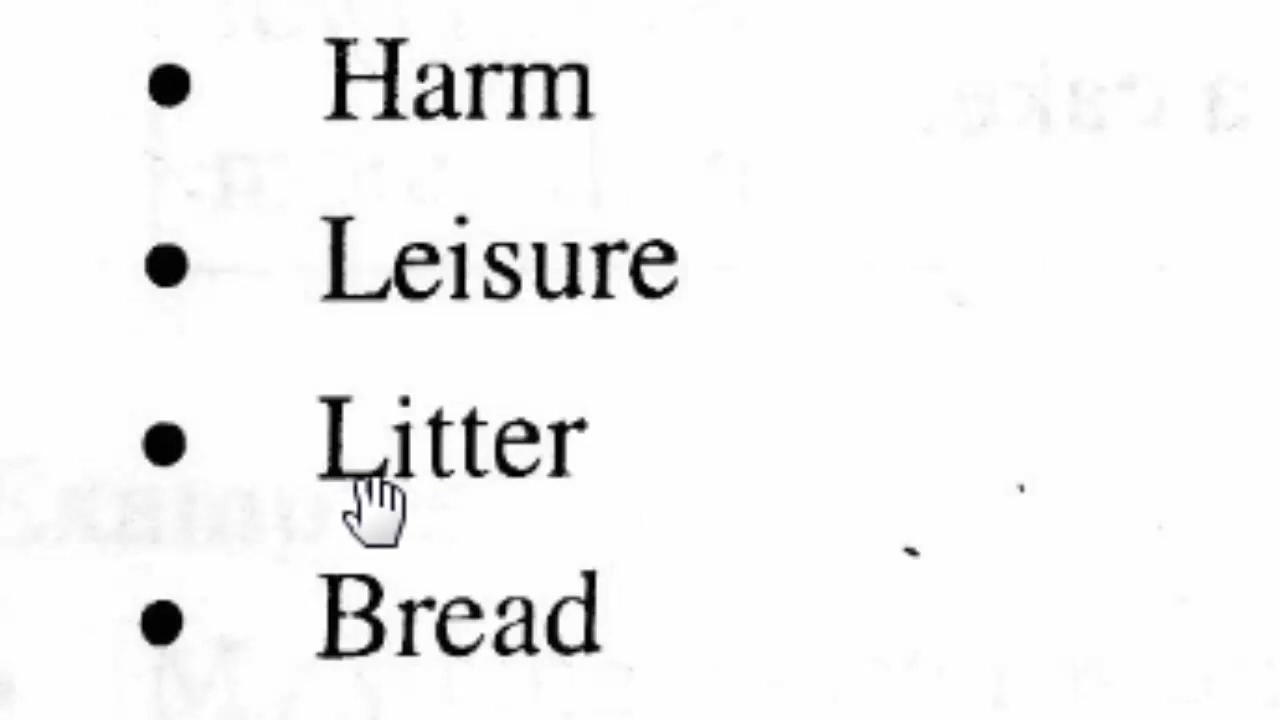 • Harm
• Leisure
• Litter
• Bread